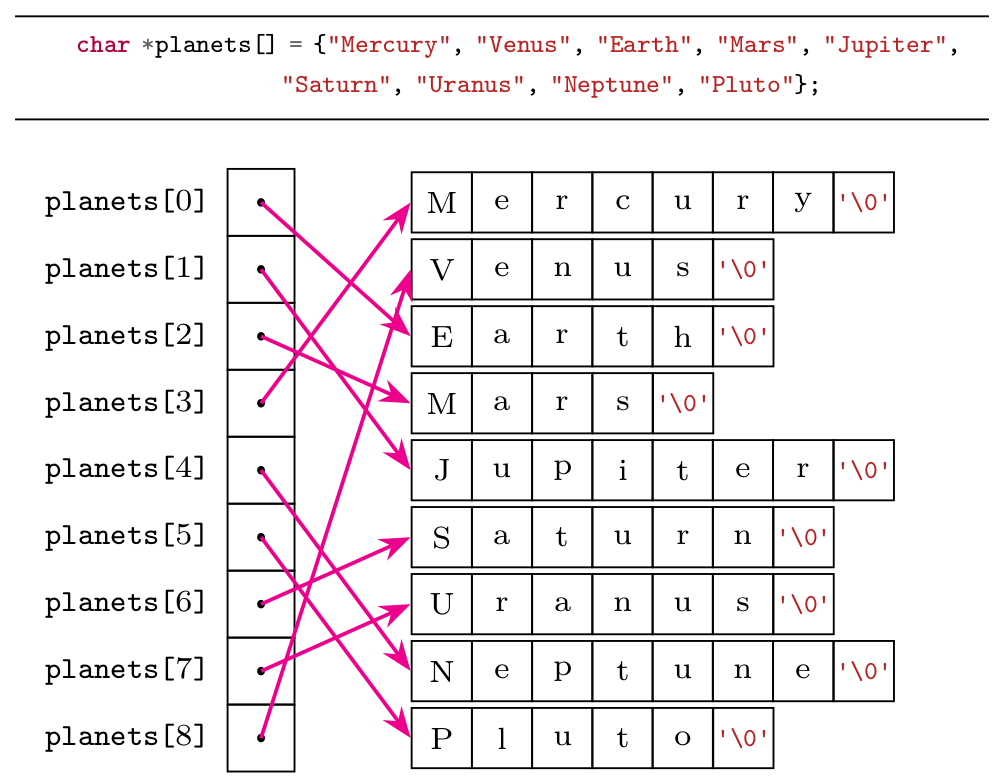 char *planets[] = {"Mercury", "Venus", "Earth", "Mars", "Jupiter",
"Saturn", "Uranus", "Neptune", "Pluto"};
planets[0] M e r c u r y '\0'
planets[1] V e n u s '\0'
planets[2] E a r t h '\0'
planets[3] M a r s '\0'
planets[4] J u p i t e r '\0'
planets[5] S a t u r n '\0'
planets[6] U r a n u s '\0'
planets[7] N e p t u n e '\0'
planets[8] P l u t o '\0'